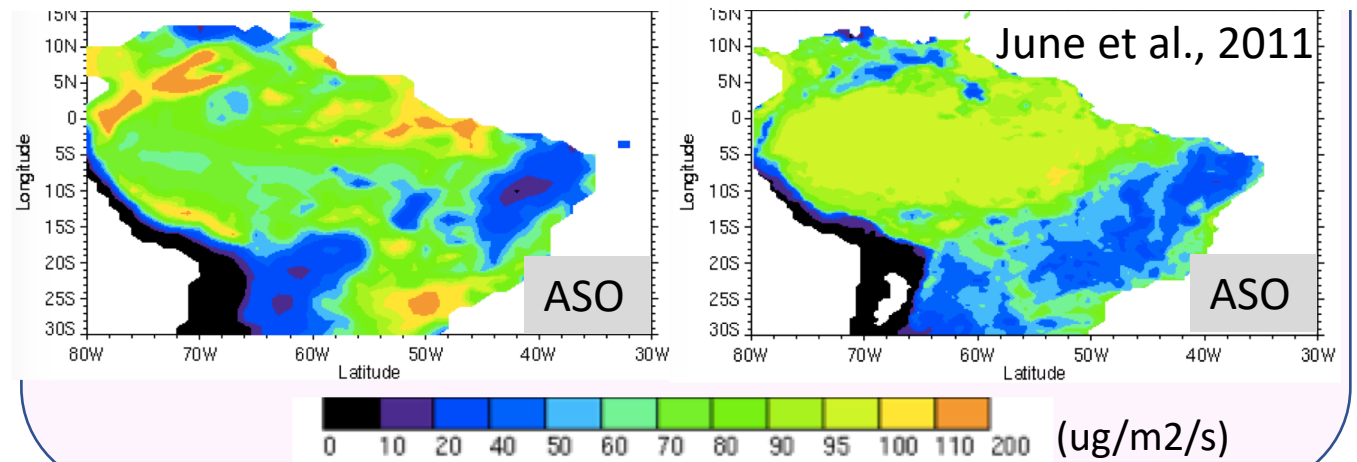 15N
10N
5N
0
5S
10S
15S
20S
25S
30S
Longitude
80W 70W 60W 50W 40W 30W
Latitude
ASO
15N
10N
5N
0
5S
10S
15S
20S
25S
30S
Longitude
80W 70W 60W 50W 40W 30W
Latitude
June et al., 2011
ASO
0 10 20 40 50 60 70 80 90 95 100 110 200
(ug/m2/s)